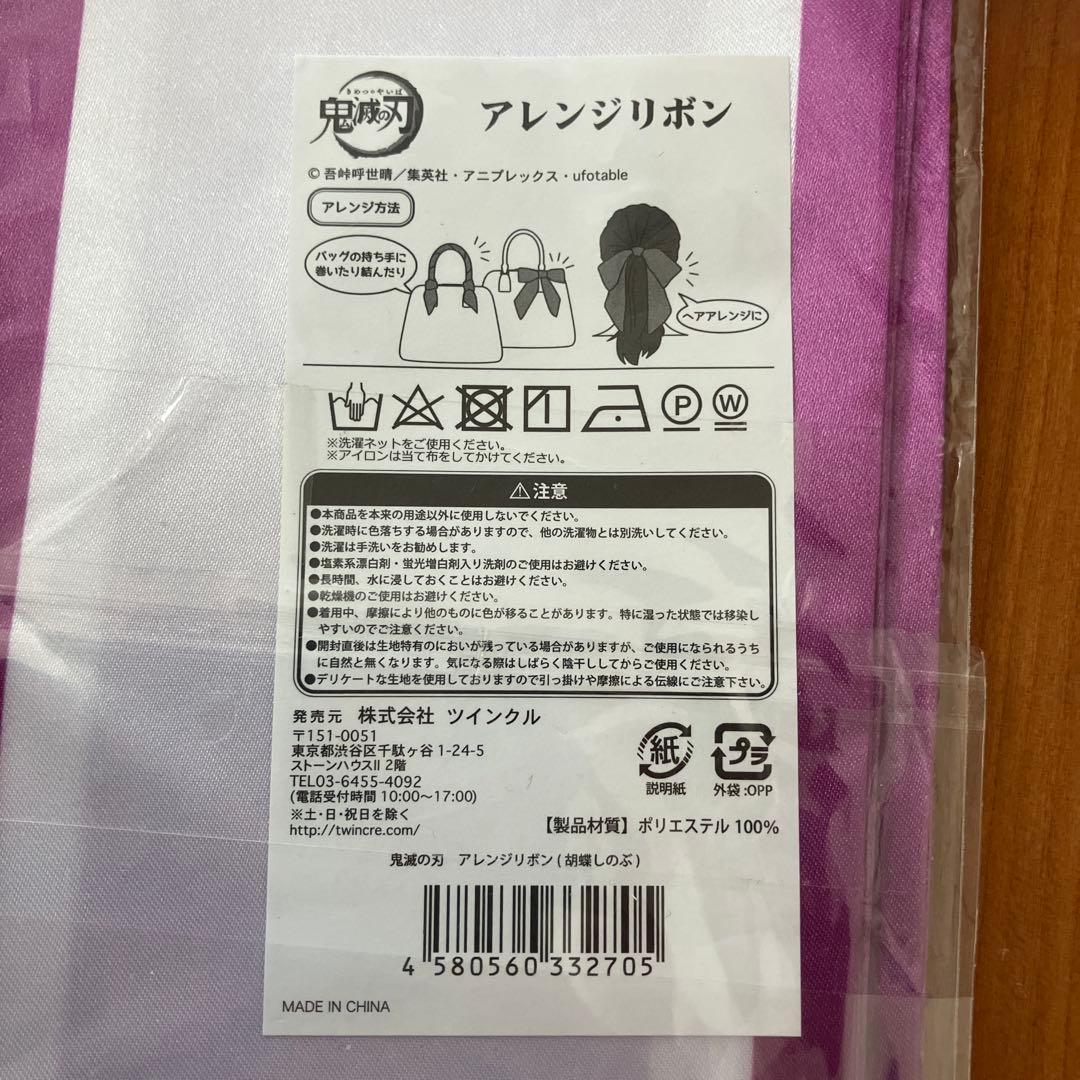 きめつのやいば
鬼滅の刃
アレンジリボン
© 吾峠呼世晴／集英社・アニプレックス・ufotable
アレンジ方法
バッグの持ち手に
巻いたり結んだり
ヘアアレンジに
P
W
※洗濯ネットをご使用ください。
※アイロンは当て布をしてかけてください。
注意
●本商品を本来の用途以外に使用しないでください。
●洗濯時に色落ちする場合がありますので、他の洗濯物とは別洗いしてください。
●洗濯は手洗いをお勧めします。
●塩素系漂白剤・蛍光増白剤入り洗剤のご使用はお避けください。
●長時間、水に浸しておくことはお避けください。
●乾燥機のご使用はお避けください。
●着用中、摩擦により他のものに色が移ることがあります。特に湿った状態では移染し
やすいのでご注意ください。
●開封直後は生地特有のにおいが残っている場合がありますが、ご使用になられるうち
に自然と無くなります。気になる際はしばらく陰干ししてからご使用ください。
●デリケートな生地を使用しておりますので引っ掛けや摩擦による伝線にご注意下さい。
発売元 株式会社 ツインクル
〒151-0051
東京都渋谷区千駄ヶ谷 1-24-5
ストーンハウスII 2階
TEL03-6455-4092
(電話受付時間 10:00～17:00)
※土・日・祝日を除く
http://twincre.com/
紙
説明紙
プラ
外袋:OPP
【製品材質】ポリエステル 100%
鬼滅の刃 アレンジリボン(胡蝶しのぶ)
4 580560 332705
MADE IN CHINA